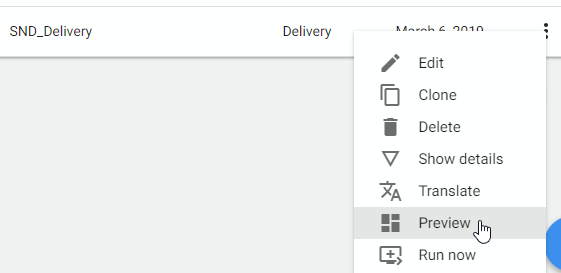 SND_Delivery Delivery March 6, 2019
Edit
Clone
Delete
Show details
Translate
Preview
Run now